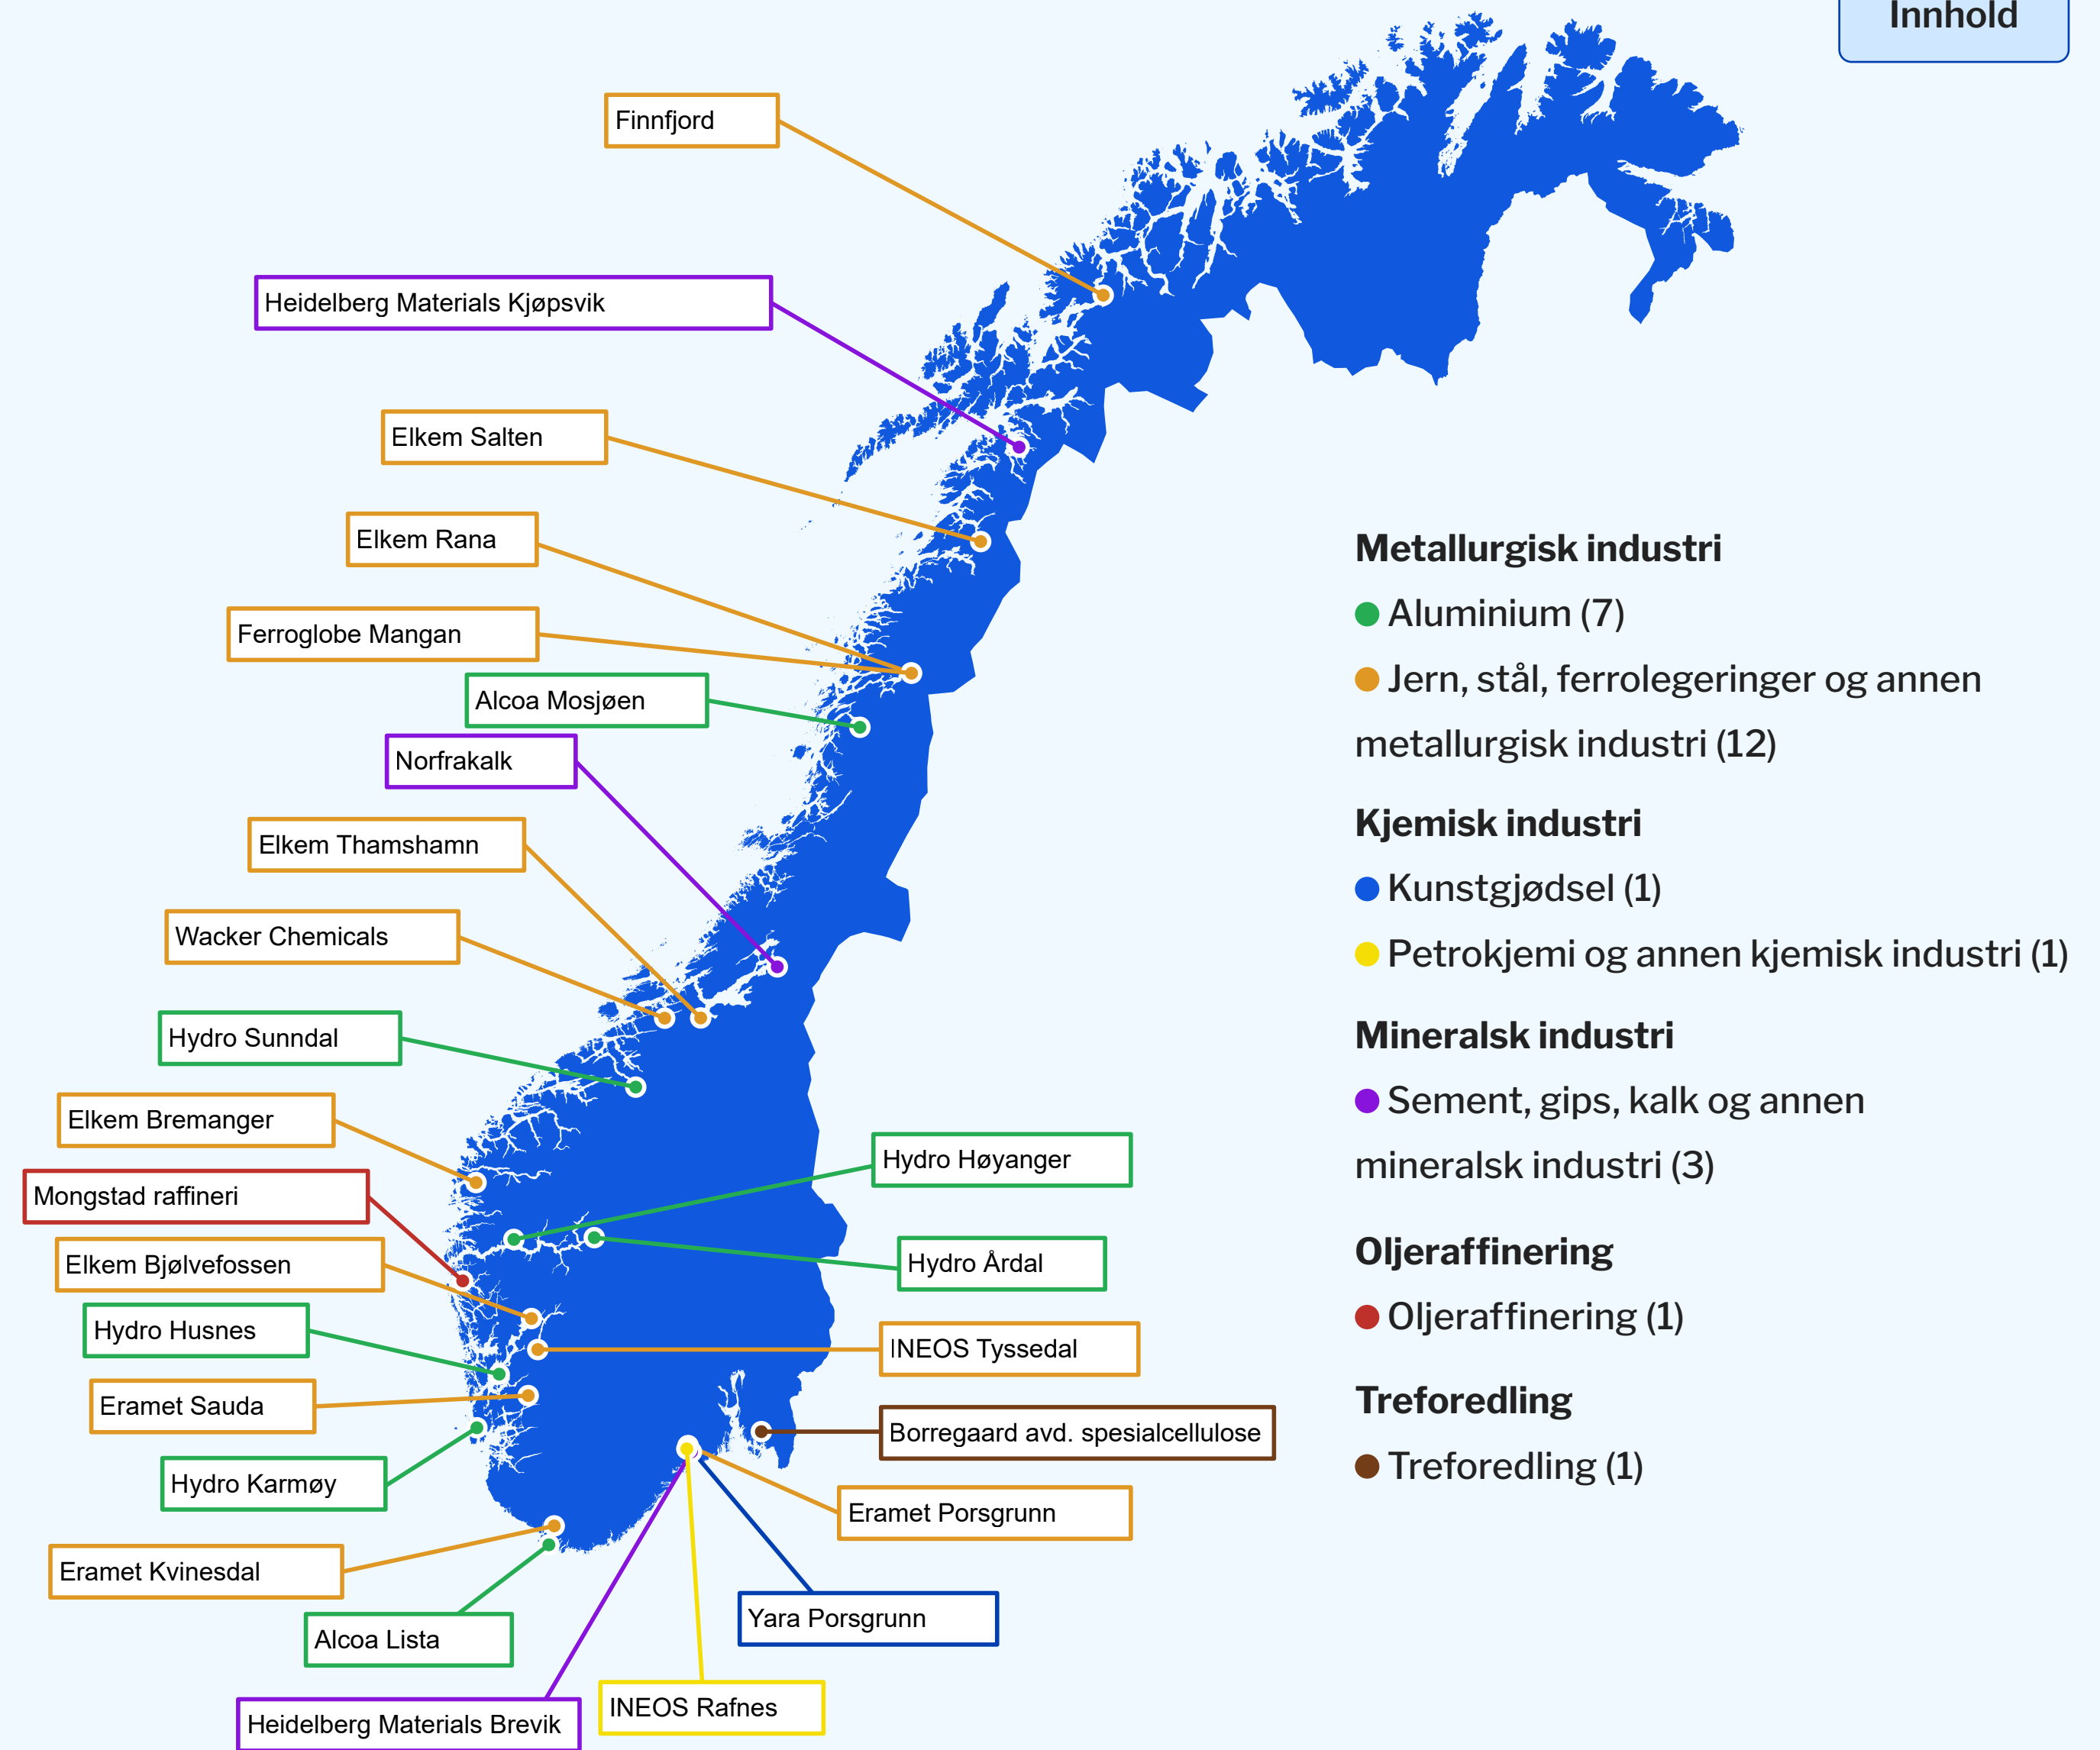 Innhold
Finnfjord
Heidelberg Materials Kjøpsvik
Elkem Salten
Elkem Rana
Ferroglobe Mangan
Alcoa Mosjøen
Norfrakalk
Elkem Thamshamn
Wacker Chemicals
Hydro Sunndal
Elkem Bremanger
Mongstad raffineri
Elkem Bjølvefossen
Hydro Husnes
Eramet Sauda
Hydro Karmøy
Eramet Kvinesdal
Alcoa Lista
Heidelberg Materials Brevik
INEOS Rafnes
Yara Porsgrunn
Eramet Porsgrunn
Borregaard avd. spesialcellulose
INEOS Tyssedal
Hydro Årdal
Hydro Høyanger
Metallurgisk industri
Aluminium (7)
Jern, stål, ferrolegeringer og annen
metallurgisk industri (12)
Kjemisk industri
Kunstgjødsel (1)
Petrokjemi og annen kjemisk industri (1)
Mineralsk industri
Sement, gips, kalk og annen
mineralsk industri (3)
Oljeraffinering
Oljeraffinering (1)
Treforedling
Treforedling (1)